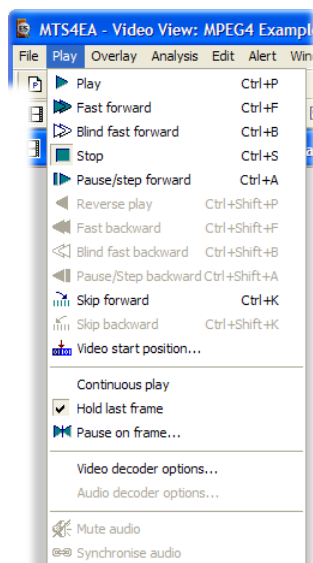 MTS4EA - Video View: MPEG4 Exampl
File Play Overlay Analysis Edit Alert Win
Play Ctrl+P
Fast forward Ctrl+F
Blind fast forward Ctrl+B
Stop Ctrl+S
Pause/step forward Ctrl+A
Reverse play Ctrl+Shift+P
Fast backward Ctrl+Shift+F
Blind fast backward Ctrl+Shift+B
Pause/Step backward Ctrl+Shift+A
Skip forward Ctrl+K
Skip backward Ctrl+Shift+K
Video start position...
Continuous play
Hold last frame
Pause on frame...
Video decoder options...
Audio decoder options...
Mute audio
Synchronise audio